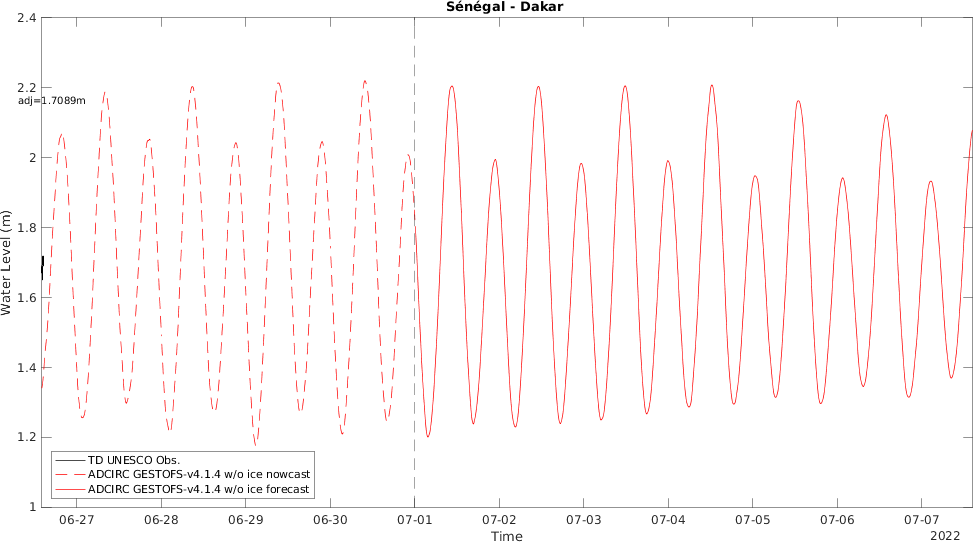 Sénégal - Dakar
2.4
2.2
adj=1.7089m
2
1.8
1.6
1.4
1.2
1
Water Level (m)
TD UNESCO Obs.
ADCIRC GESTOFS-v4.1.4 w/o ice nowcast
ADCIRC GESTOFS-v4.1.4 w/o ice forecast
06-27 06-28 06-29 06-30 07-01 07-02 07-03 07-04 07-05 07-06 07-07
Time
2022